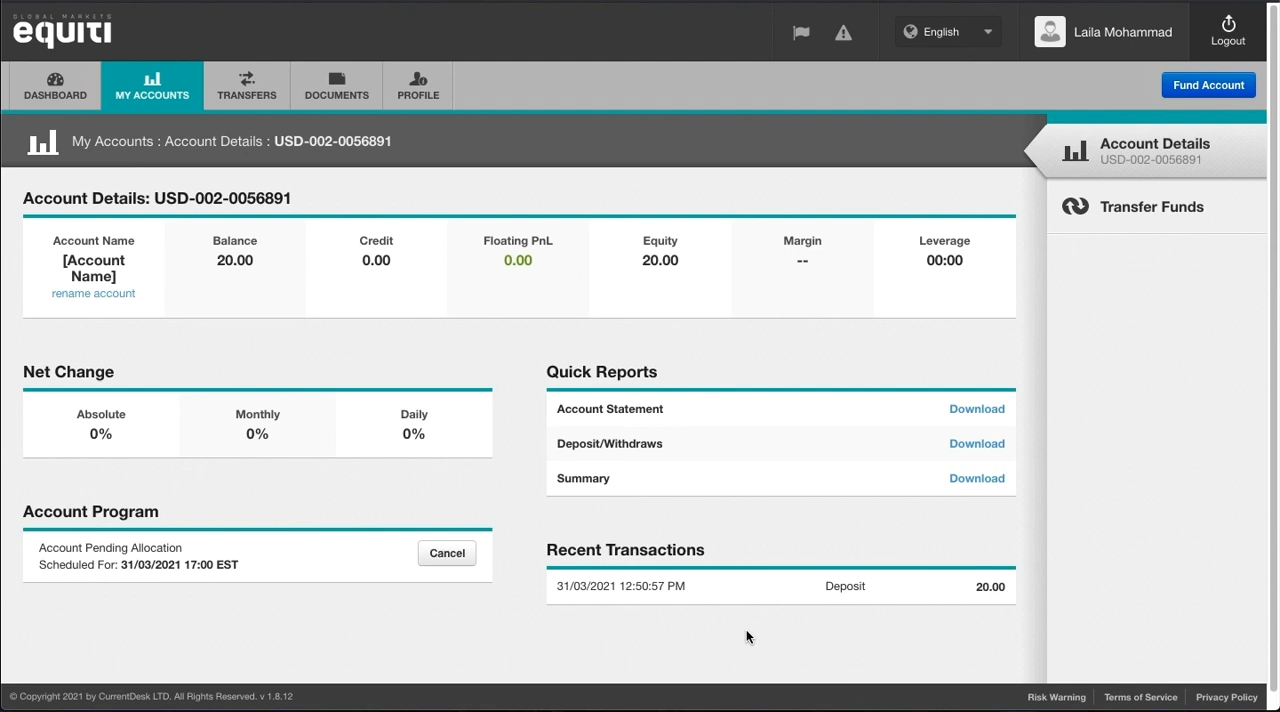 GLOBAL MARKETS
equiti
English
Laila Mohammad
Logout
DASHBOARD
MY ACCOUNTS
TRANSFERS
DOCUMENTS
PROFILE
Fund Account
My Accounts : Account Details : USD-002-0056891
Account Details
USD-002-0056891
Transfer Funds
Account Details: USD-002-0056891
Account Name
[Account
Name]
rename account
Balance
20.00
Credit
0.00
Floating PnL
0.00
Equity
20.00
Margin
--
Leverage
00:00
Net Change
Absolute
0%
Monthly
0%
Daily
0%
Quick Reports
Account Statement Download
Deposit/Withdraws Download
Summary Download
Account Program
Account Pending Allocation
Scheduled For: 31/03/2021 17:00 EST
Cancel
Recent Transactions
31/03/2021 12:50:57 PM Deposit 20.00
© Copyright 2021 by CurrentDesk LTD. All Rights Reserved. v 1.8.12
Risk Warning Terms of Service Privacy Policy